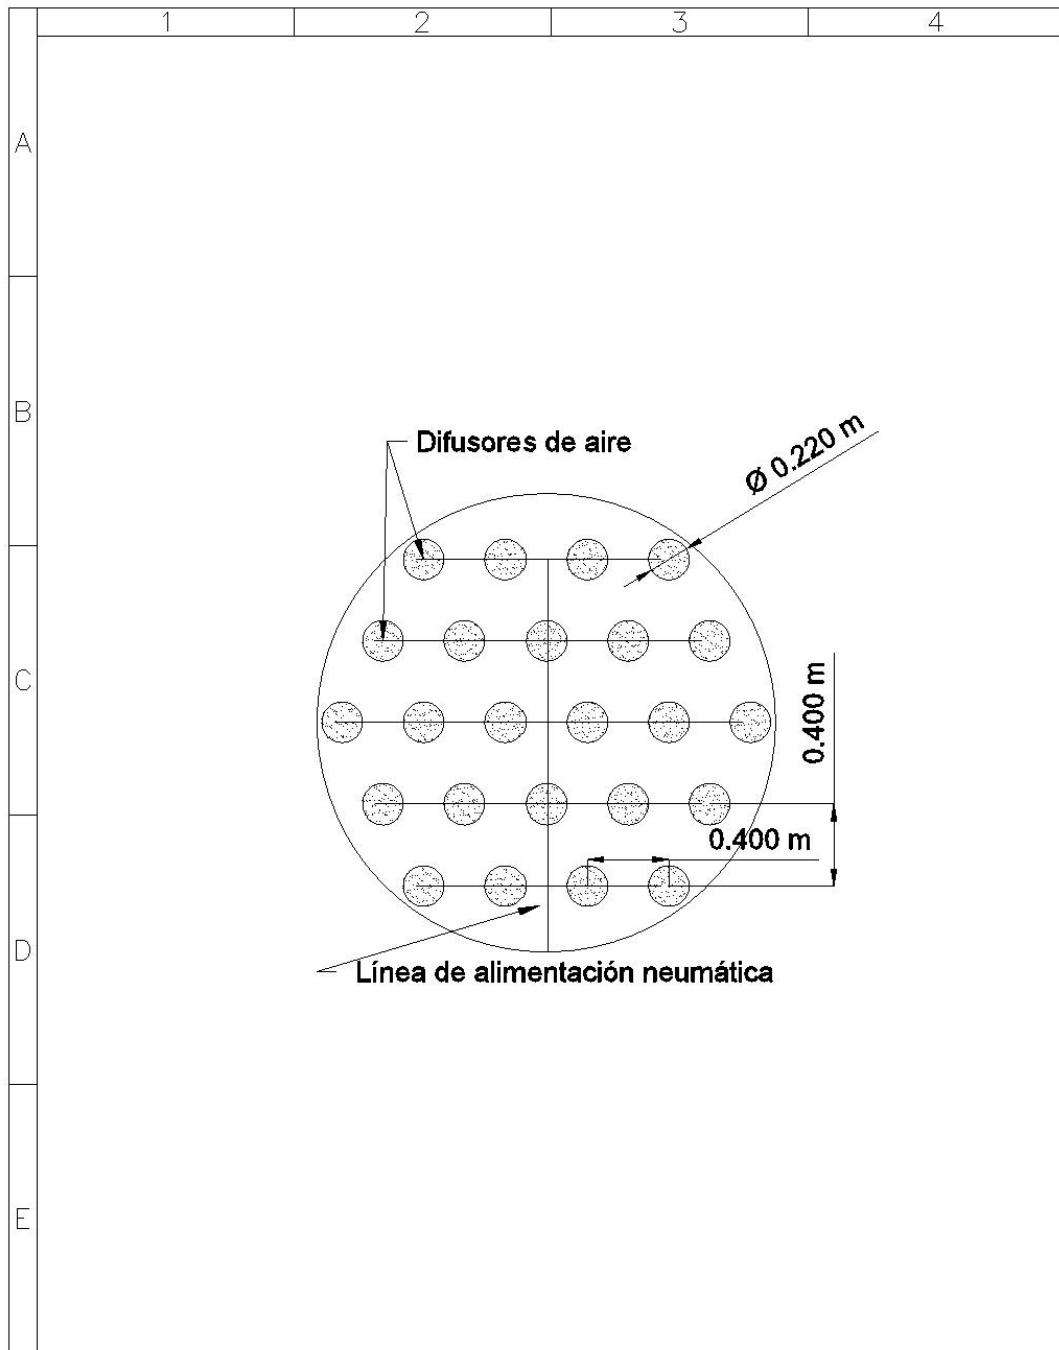 1 2 3 4
A
B
Difusores de aire
Ø 0.220 m
C
0.400 m
0.400 m
D
Línea de alimentación neumática
E